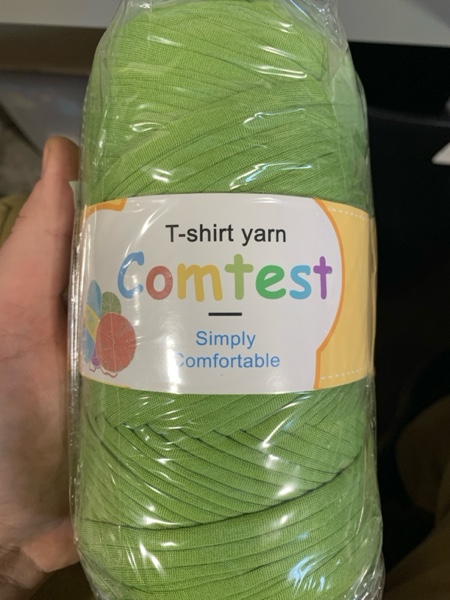 T-shirt yarn
Comtest
Simply
Comfortable